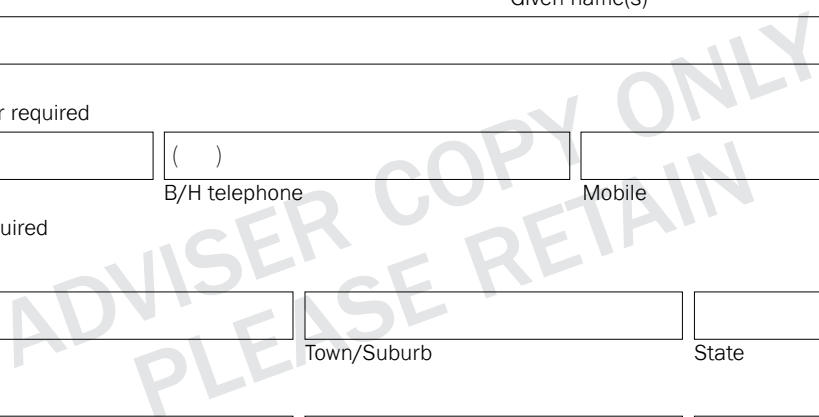 Given name(s)
r required
( )
B/H telephone
Mobile
uired
Town/Suburb
State
ADVISER COPY ONLY
PLEASE RETAIN